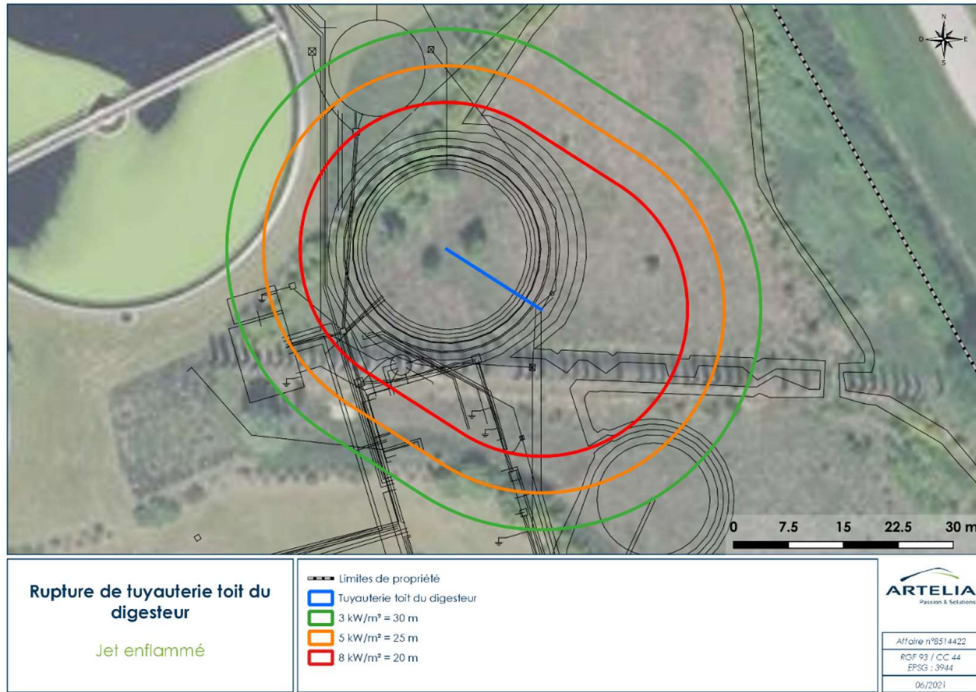 N
O
E
S
0 7.5 15 22.5 30 m
Rupture de tuyauterie toit du
digesteur
Jet enflammé
Limites de propriété
Tuyauterie toit du digesteur
3 kW/m² = 30 m
5 kW/m² = 25 m
8 kW/m² = 20 m
ARTELIA
Passion & Solutions
Affaire n°8514422
RGF 93 / CC 44
EPSG : 3944
06/2021